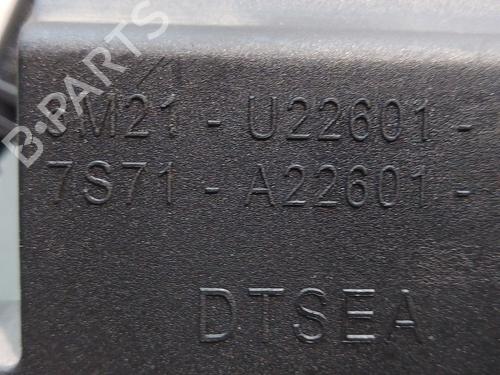 B-PARTS
6M21 - U22601 -
7S71 - A22601 -
DTSEA